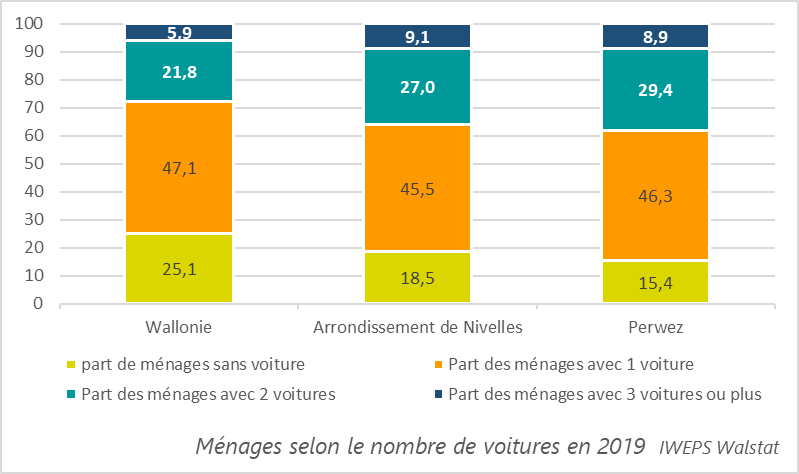 100
90
80
70
60
50
40
30
20
10
0
5,9 9,1 8,9
21,8 27,0 29,4
47,1 45,5 46,3
25,1 18,5 15,4
Wallonie Arrondissement de Nivelles Perwez
part de ménages sans voiture Part des ménages avec 1 voiture
Part des ménages avec 2 voitures Part des ménages avec 3 voitures ou plus
Ménages selon le nombre de voitures en 2019 IWEPS Walstat